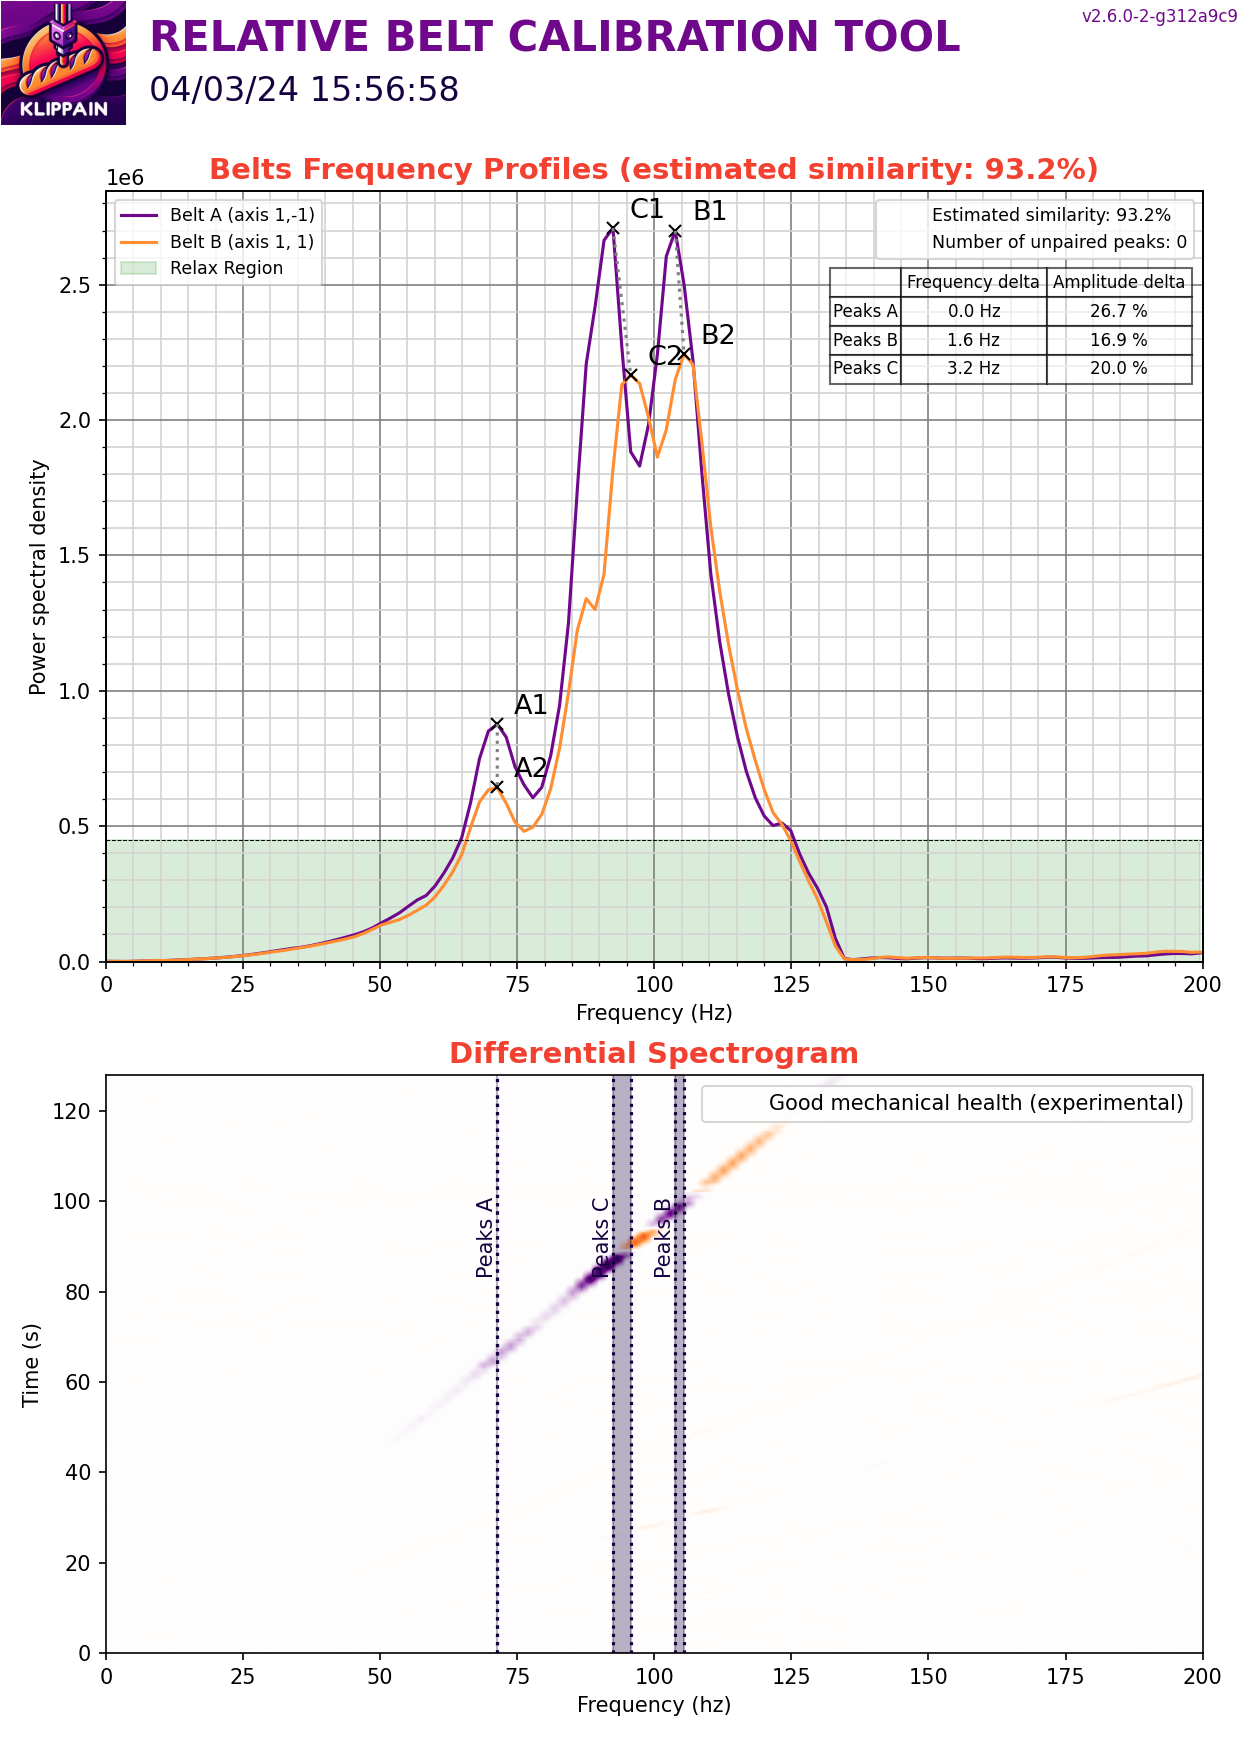 v2.6.0-2-g312a9c9
RELATIVE BELT CALIBRATION TOOL
04/03/24 15:56:58
KLIPPAIN
Belts Frequency Profiles (estimated similarity: 93.2%)
1e6
Belt A (axis 1,-1)
Belt B (axis 1, 1)
Relax Region
C1
B1
Estimated similarity: 93.2%
Number of unpaired peaks: 0
Frequency delta Amplitude delta
Peaks A 0.0 Hz 26.7 %
Peaks B 1.6 Hz 16.9 %
Peaks C 3.2 Hz 20.0 %
B2
C2
A1
A2
Power spectral density
2.5
2.0
1.5
1.0
0.5
0.0
0 25 50 75 100 125 150 175 200
Frequency (Hz)
Differential Spectrogram
Good mechanical health (experimental)
Peaks A
Peaks C
Peaks B
Time (s)
120
100
80
60
40
20
0
0 25 50 75 100 125 150 175 200
Frequency (hz)